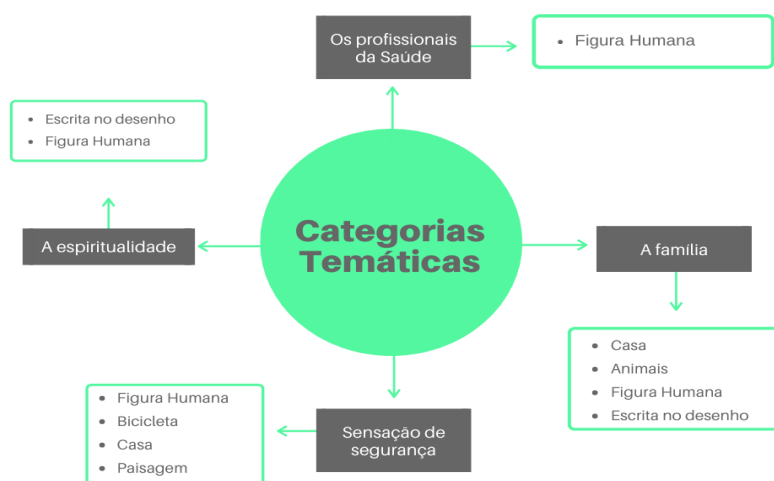 Os profissionais
da Saúde
• Figura Humana
• Escrita no desenho
• Figura Humana
A espiritualidade
Categorias
Temáticas
A família
• Casa
• Animais
• Figura Humana
• Escrita no desenho
• Figura Humana
• Bicicleta
• Casa
• Paisagem
Sensação de
segurança